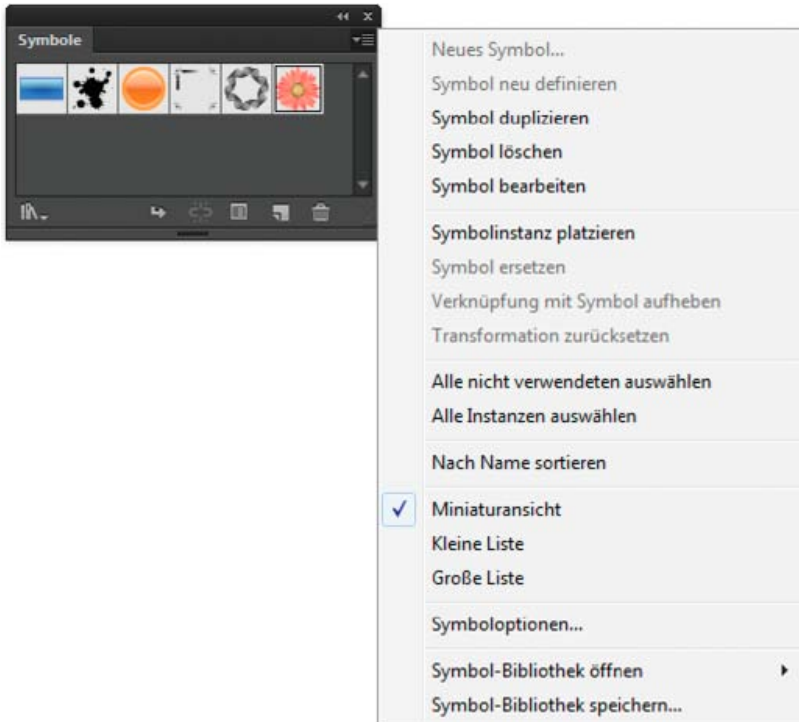 Symbole
Neues Symbol...
Symbol neu definieren
Symbol duplizieren
Symbol löschen
Symbol bearbeiten
Symbolinstanz platzieren
Symbol ersetzen
Verknüpfung mit Symbol aufheben
Transformation zurücksetzen
Alle nicht verwendeten auswählen
Alle Instanzen auswählen
Nach Name sortieren
Miniaturansicht
Kleine Liste
Große Liste
Symboloptionen...
Symbol-Bibliothek öffnen
Symbol-Bibliothek speichern...